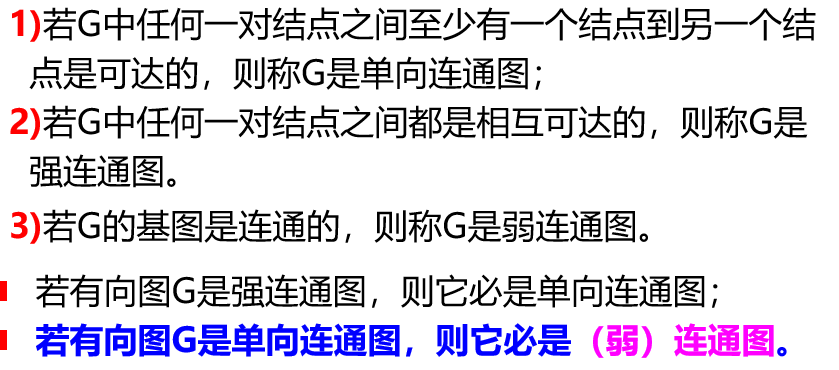 1)若G中任何一对结点之间至少有一个结点到另一个结
点是可达的，则称G是单向连通图；
2)若G中任何一对结点之间都是相互可达的，则称G是
强连通图。
3)若G的基图是连通的，则称G是弱连通图。
若有向图G是强连通图，则它必是单向连通图；
若有向图G是单向连通图，则它必是（弱）连通图。